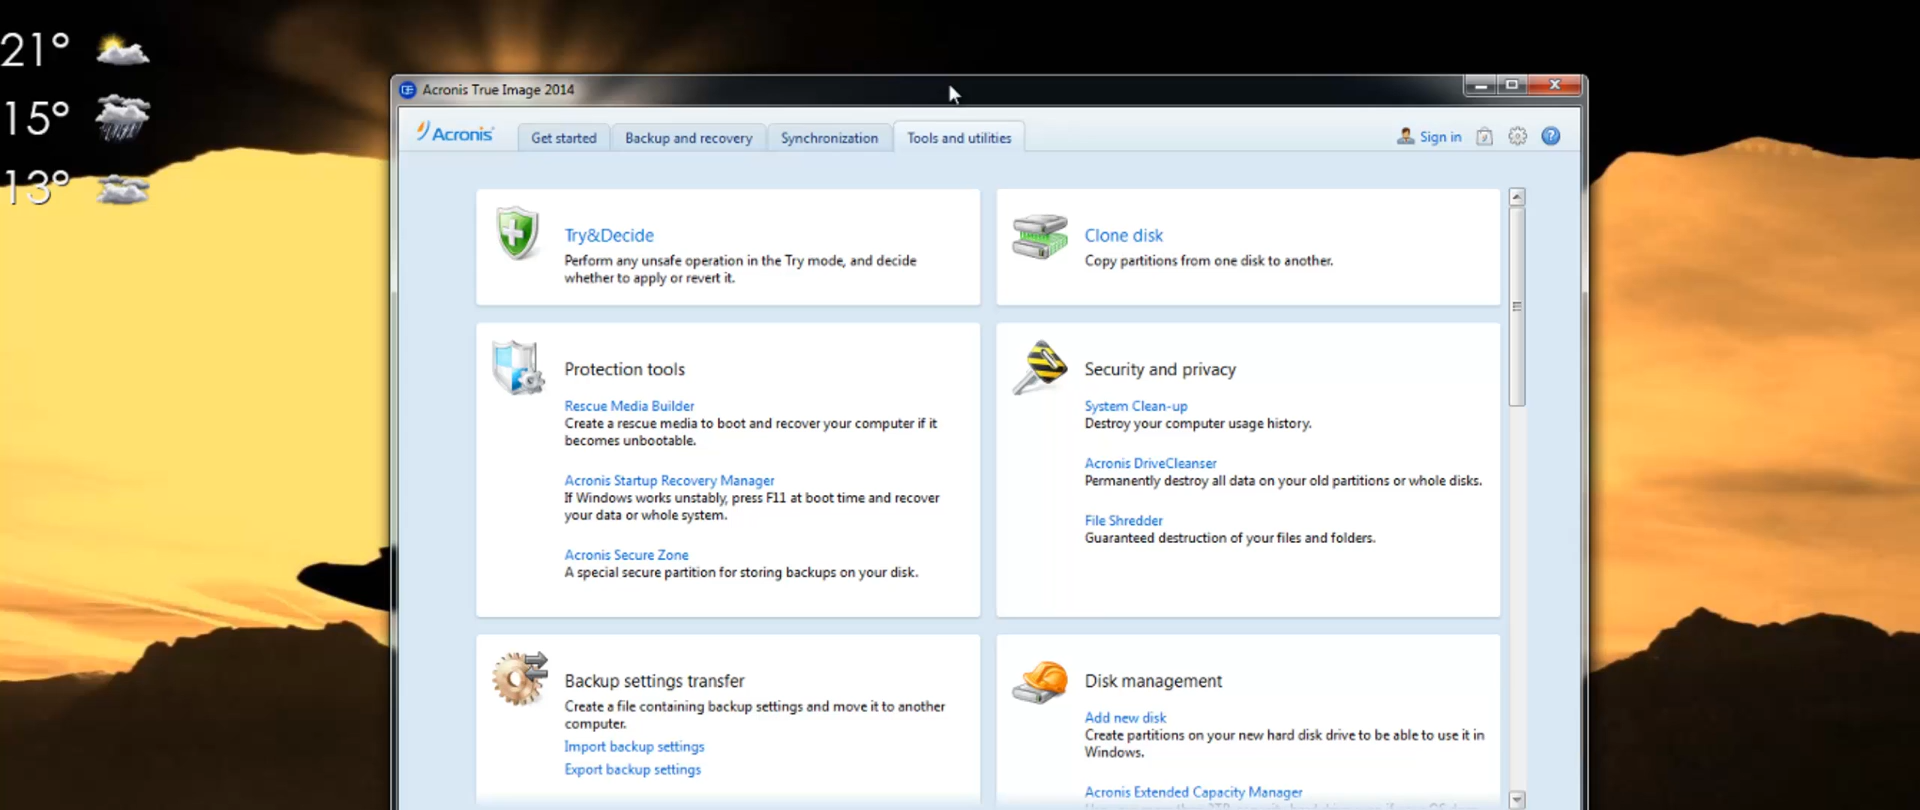 21°
15°
13°
Acronis True Image 2014
Acronis
Get started
Backup and recovery
Synchronization
Tools and utilities
Sign in
Try&Decide
Perform any unsafe operation in the Try mode, and decide
whether to apply or revert it.
Clone disk
Copy partitions from one disk to another.
Protection tools
Rescue Media Builder
Create a rescue media to boot and recover your computer if it
becomes unbootable.
Acronis Startup Recovery Manager
If Windows works unstably, press F11 at boot time and recover
your data or whole system.
Acronis Secure Zone
A special secure partition for storing backups on your disk.
Security and privacy
System Clean-up
Destroy your computer usage history.
Acronis DriveCleanser
Permanently destroy all data on your old partitions or whole disks.
File Shredder
Guaranteed destruction of your files and folders.
Backup settings transfer
Create a file containing backup settings and move it to another
computer.
Import backup settings
Export backup settings
Disk management
Add new disk
Create partitions on your new hard disk drive to be able to use it in
Windows.
Acronis Extended Capacity Manager